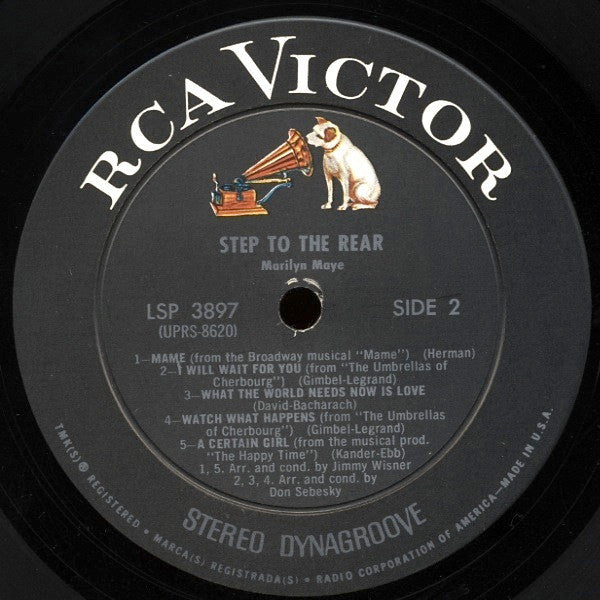 RCA VICTOR
STEP TO THE REAR
Marilyn Maye
LSP 3897
(UPRS-8620)
SIDE 2
1—MAME (from the Broadway musical "Mame") (Herman)
2—I WILL WAIT FOR YOU (from "The Umbrellas of
Cherbourg") (Gimbel-Legrand)
3—WHAT THE WORLD NEEDS NOW IS LOVE
(David-Bacharach)
4—WATCH WHAT HAPPENS (from "The Umbrellas
of Cherbourg") (Gimbel-Legrand)
5—A CERTAIN GIRL (from the musical prod.
"The Happy Time") (Kander-Ebb)
1, 5. Arr. and cond. by Jimmy Wisner
2, 3, 4. Arr. and cond. by
Don Sebesky
STEREO DYNAGROOVE
TMK(S) ® REGISTERED • MARCA(S) REGISTRADA(S) • RADIO CORPORATION OF AMERICA—MADE IN U.S.A.